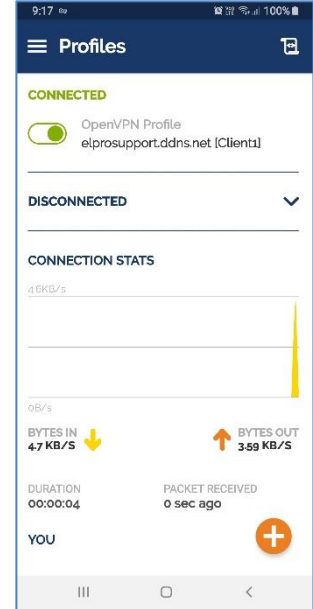 9:17
100%
Profiles
CONNECTED
OpenVPN Profile
elprosupport.ddns.net [Client1]
DISCONNECTED
CONNECTION STATS
4.6KB/s
0B/s
BYTES IN
4.7 KB/S
BYTES OUT
3.59 KB/S
DURATION
00:00:04
PACKET RECEIVED
0 sec ago
YOU